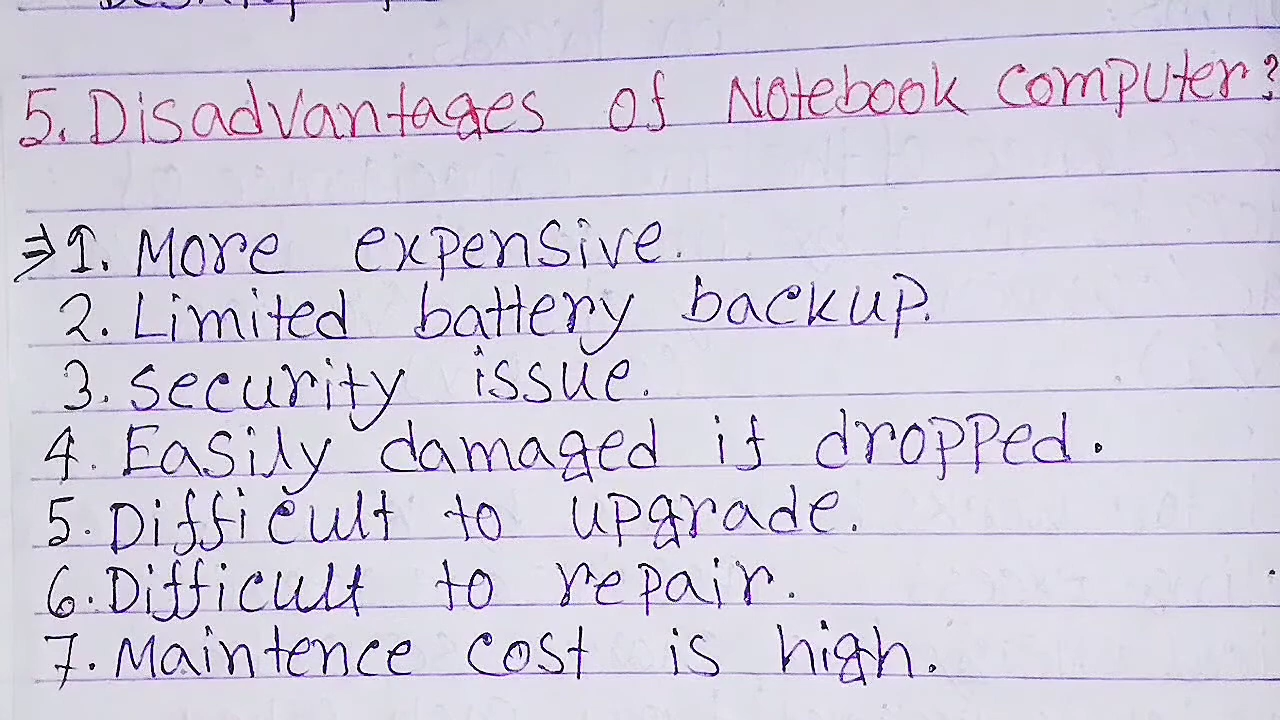 5. Disadvantages of Notebook computer?
⇒ 1. More expensive.
2. Limited battery backup.
3. security issue.
4. Easily damaged if dropped.
5. Difficult to upgrade.
6. Difficult to repair.
7. Maintence cost is high.